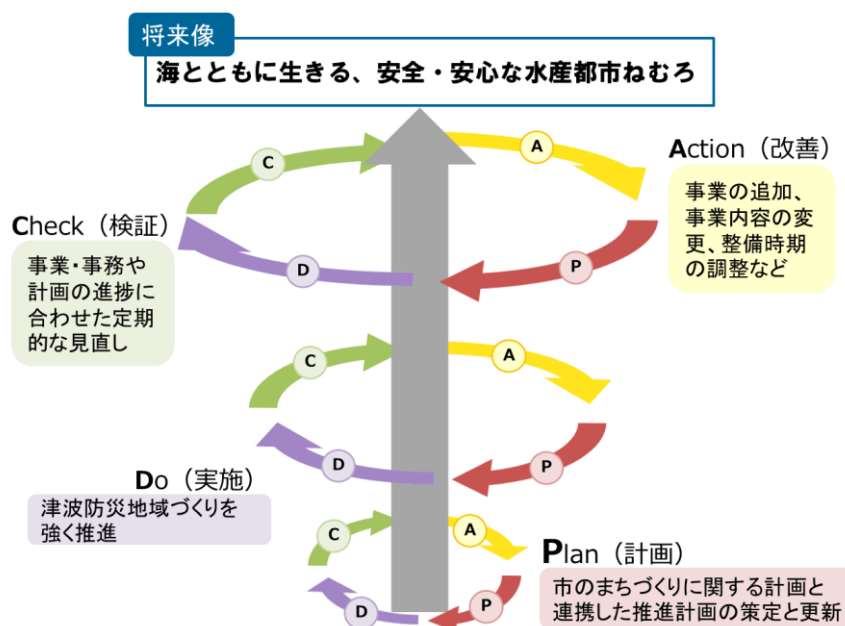 将来像
海とともに生きる、安全・安心な水産都市ねむろ
C
A
Action（改善）
事業の追加、
事業内容の変
更、整備時期
の調整など
Check（検証）
事業・事務や
計画の進捗に
合わせた定期
的な見直し
D
P
C
A
D
P
Do（実施）
津波防災地域づくりを
強く推進
C
A
D
P
Plan（計画）
市のまちづくりに関する計画と
連携した推進計画の策定と更新